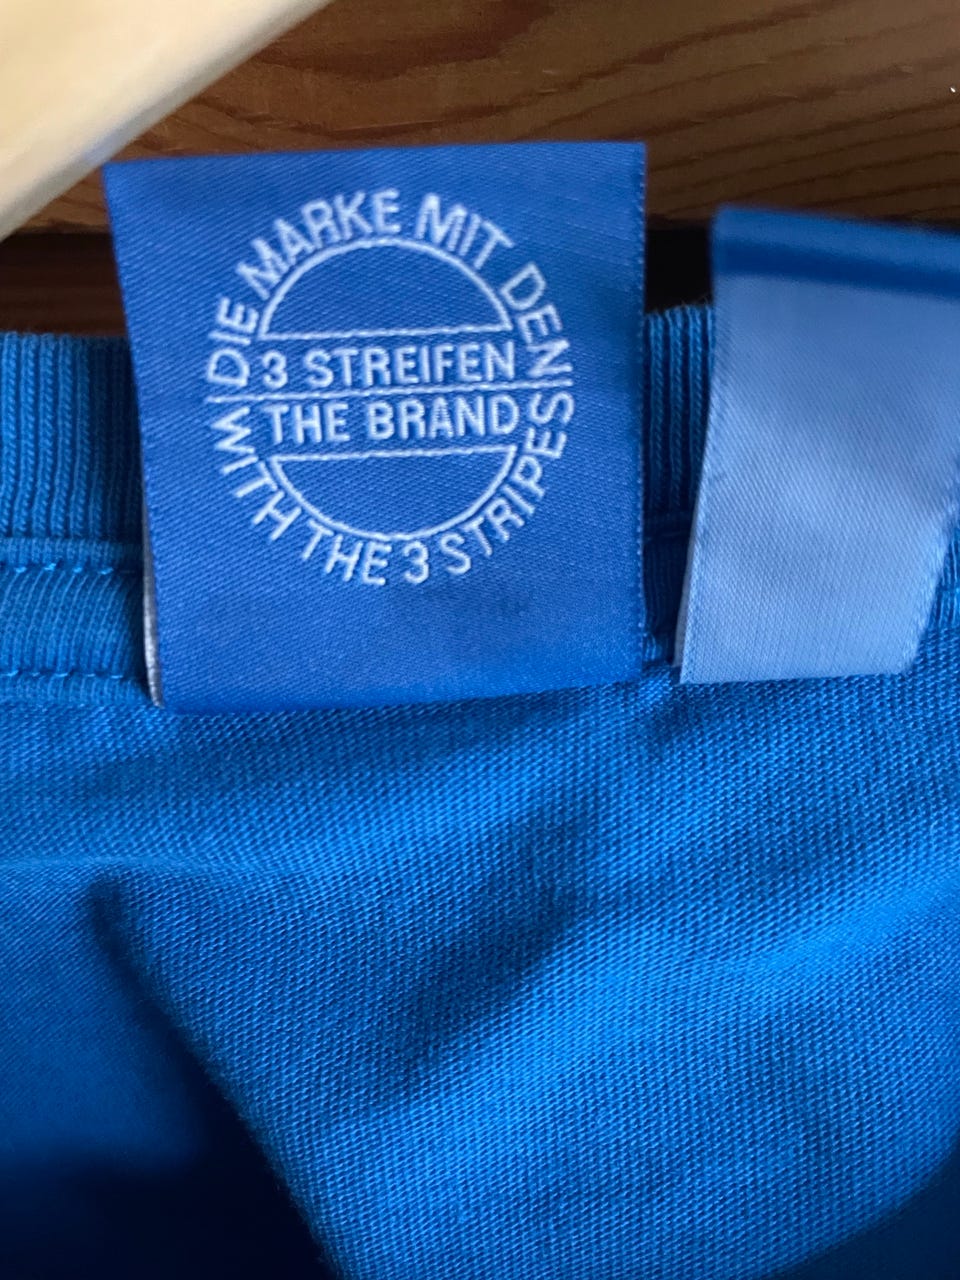 DIE MARKE MIT DEN
3 STREIFEN
THE BRAND
WITH THE 3 STRIPES